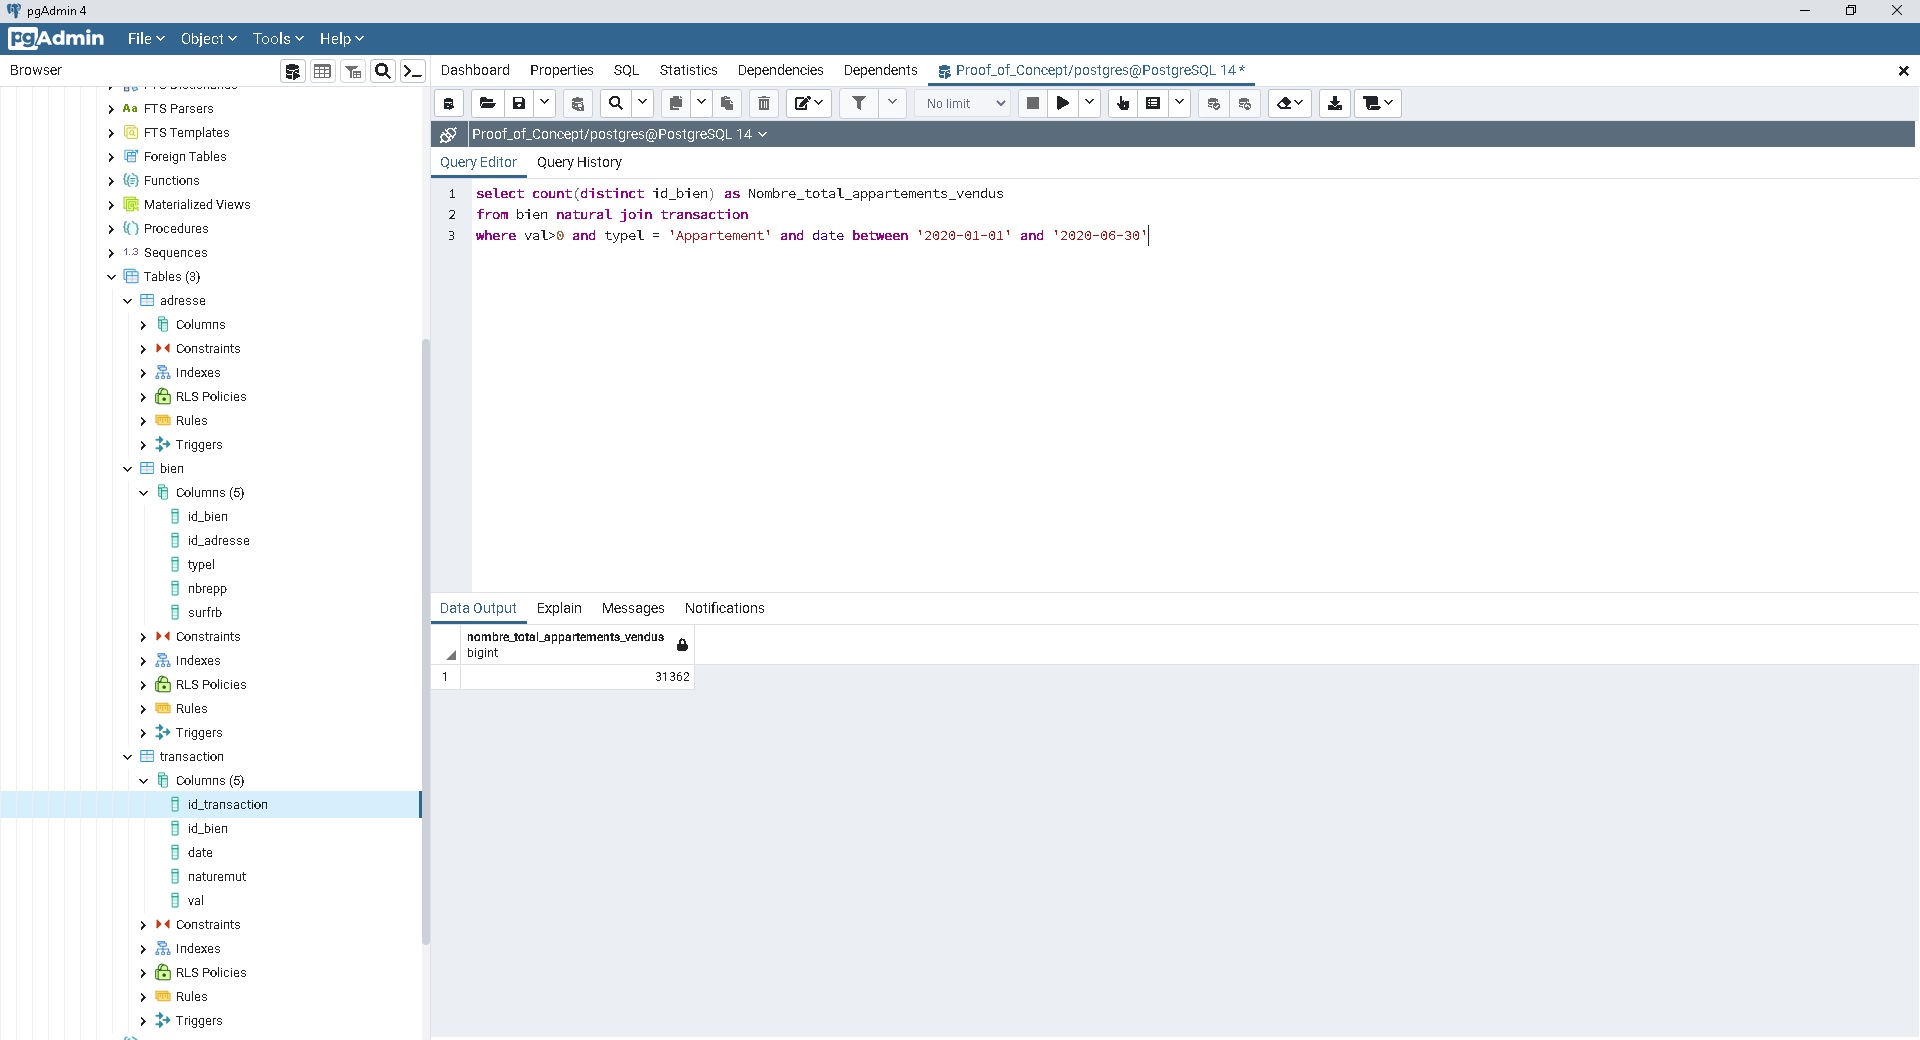 pgAdmin 4
pgAdmin File Object Tools Help
Browser
Dashboard Properties SQL Statistics Dependencies Dependents Proof_of_Concept/postgres@PostgreSQL 14 *
No limit
Proof_of_Concept/postgres@PostgreSQL 14
Query Editor Query History
1 select count(distinct id_bien) as Nombre_total_appartements_vendus
2 from bien natural join transaction
3 where val>0 and typel = 'Appartement' and date between '2020-01-01' and '2020-06-30'
FTS Dictionaries
Aa FTS Parsers
FTS Templates
Foreign Tables
Functions
Materialized Views
Procedures
1..3 Sequences
Tables (3)
adresse
Columns
Constraints
Indexes
RLS Policies
Rules
Triggers
bien
Columns (5)
id_bien
id_adresse
typel
nbrepp
surfrb
Constraints
Indexes
RLS Policies
Rules
Triggers
transaction
Columns (5)
id_transaction
id_bien
date
naturemut
val
Constraints
Indexes
RLS Policies
Rules
Triggers
Data Output Explain Messages Notifications
nombre_total_appartements_vendus
bigint
1 31362